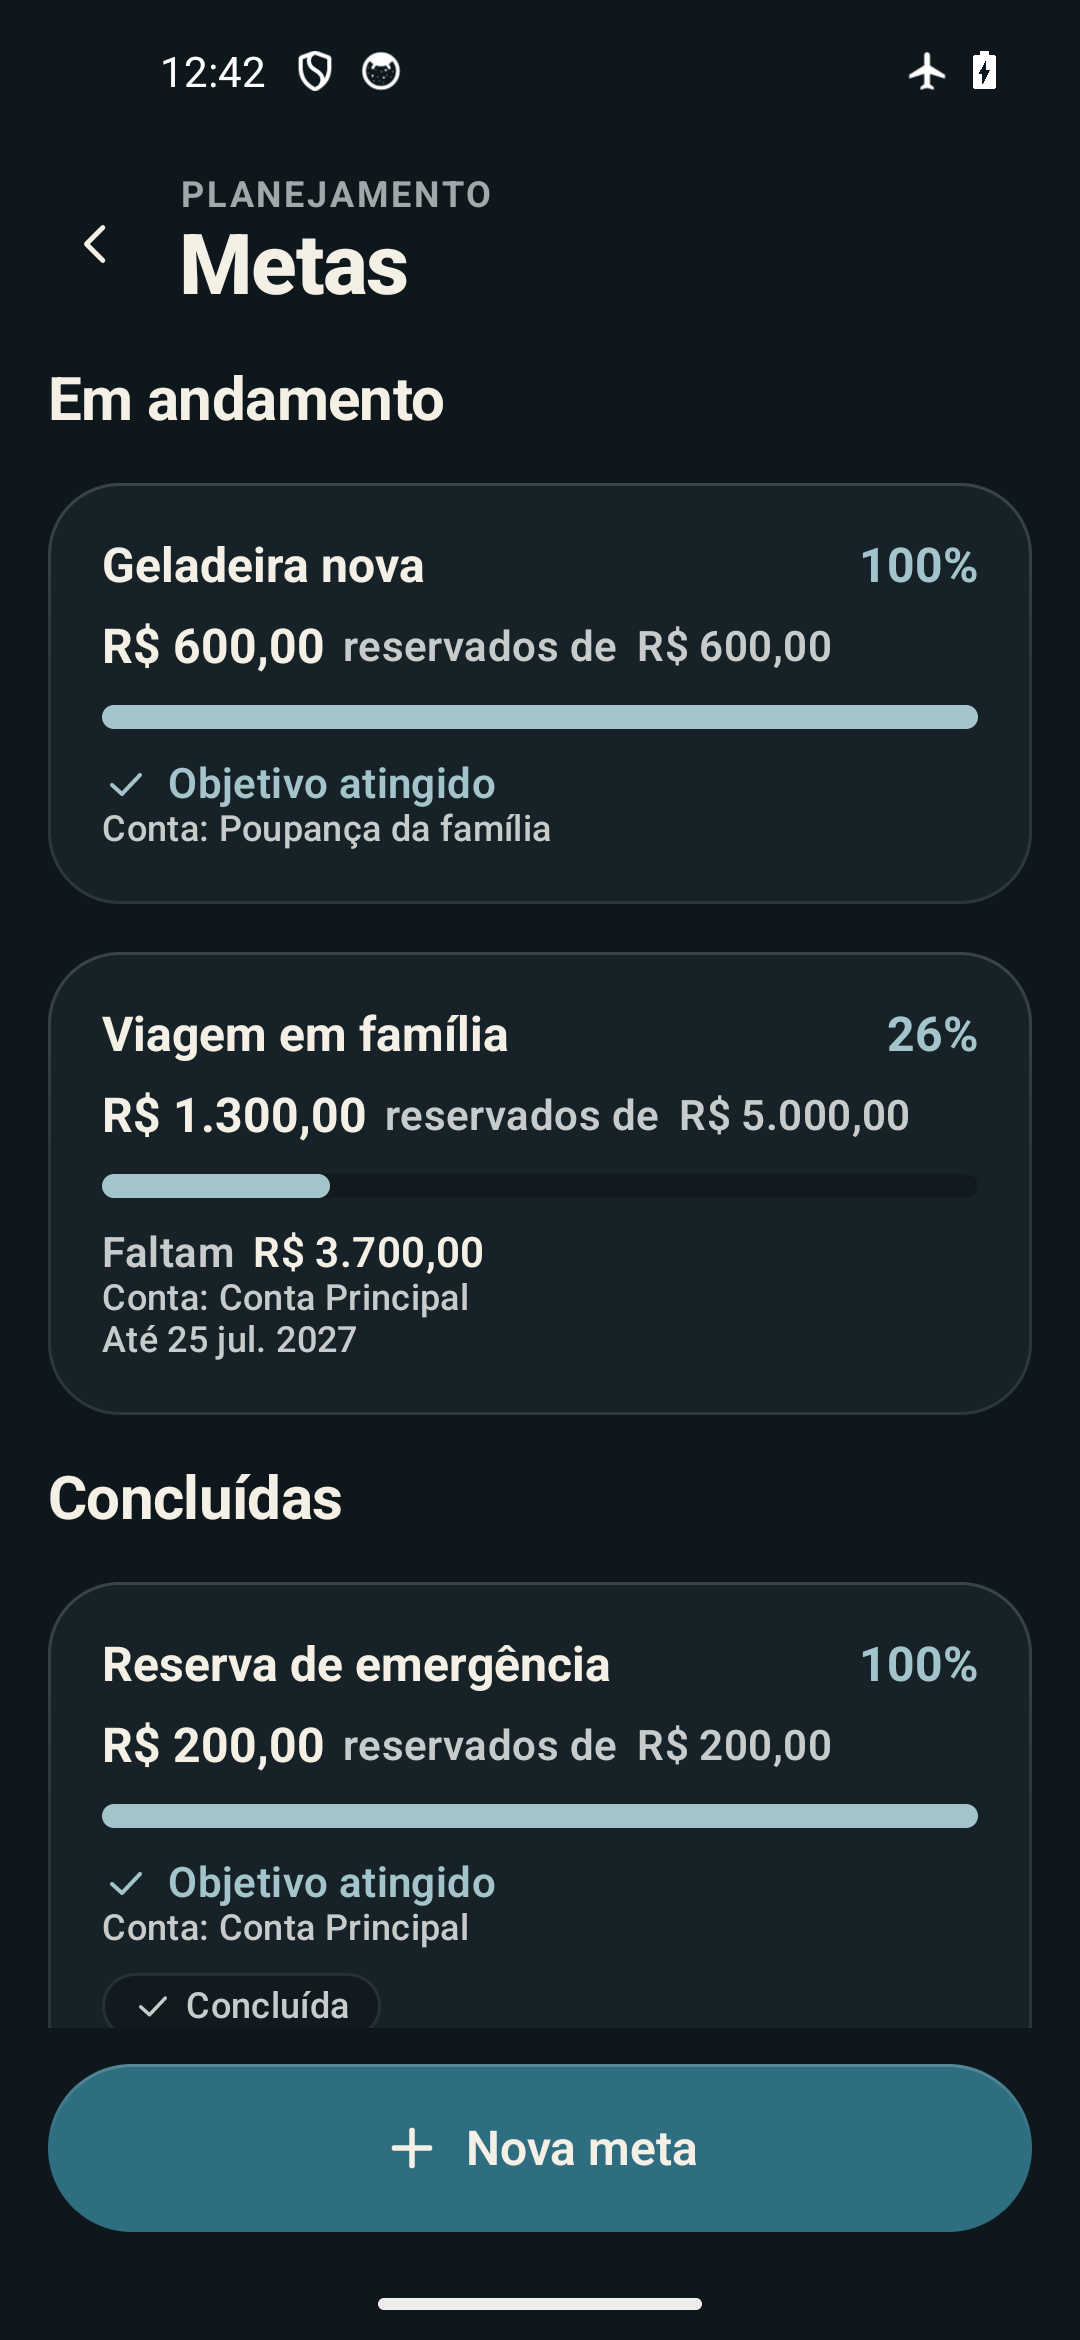 12:42
PLANEJAMENTO
Metas
Em andamento
Geladeira nova 100%
R$ 600,00 reservados de R$ 600,00
Objetivo atingido
Conta: Poupança da família
Viagem em família 26%
R$ 1.300,00 reservados de R$ 5.000,00
Faltam R$ 3.700,00
Conta: Conta Principal
Até 25 jul. 2027
Concluídas
Reserva de emergência 100%
R$ 200,00 reservados de R$ 200,00
Objetivo atingido
Conta: Conta Principal
Concluída
Nova meta